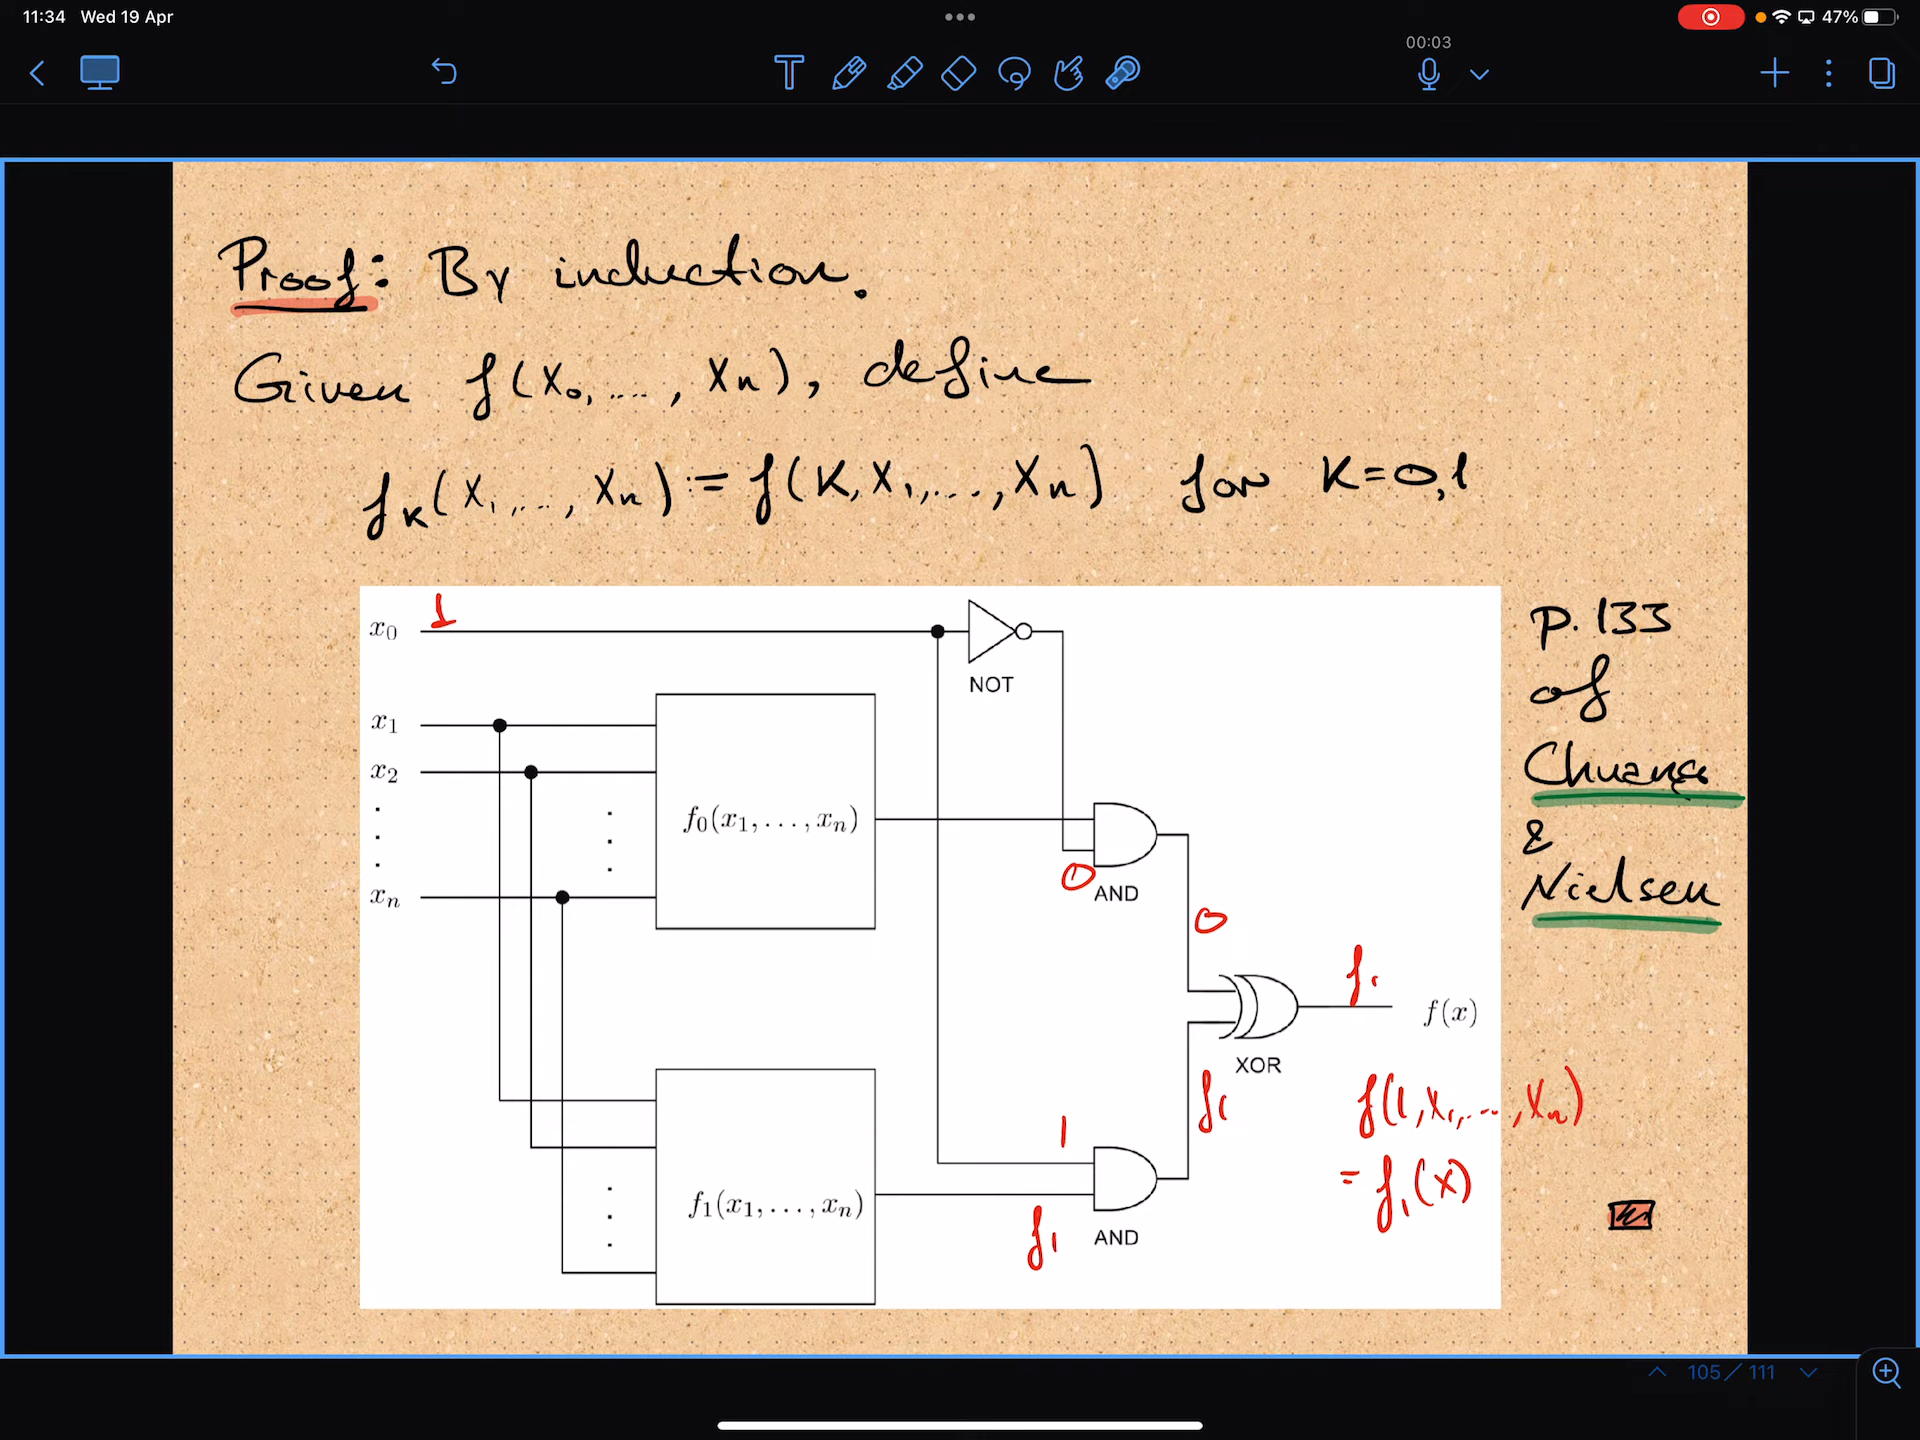 11:34 Wed 19 Apr
47%
00:03
Proof: By induction.
Given f(x₀, ...., xₙ), define
fₖ(x₁, ..., xₙ) := f(K, x₁, ..., xₙ) for K=0,1
x₀ 1
NOT
x₁
x₂
xₙ
f₀(x₁, . . . , xₙ)
0
AND
0
f₁
f(x)
XOR
f₁
f(1, x₁, ..., xₙ)
= f₁(x)
1
f₁(x₁, . . . , xₙ)
f₁
AND
p. 133
of
Chuang
&
Nielsen
105 / 111